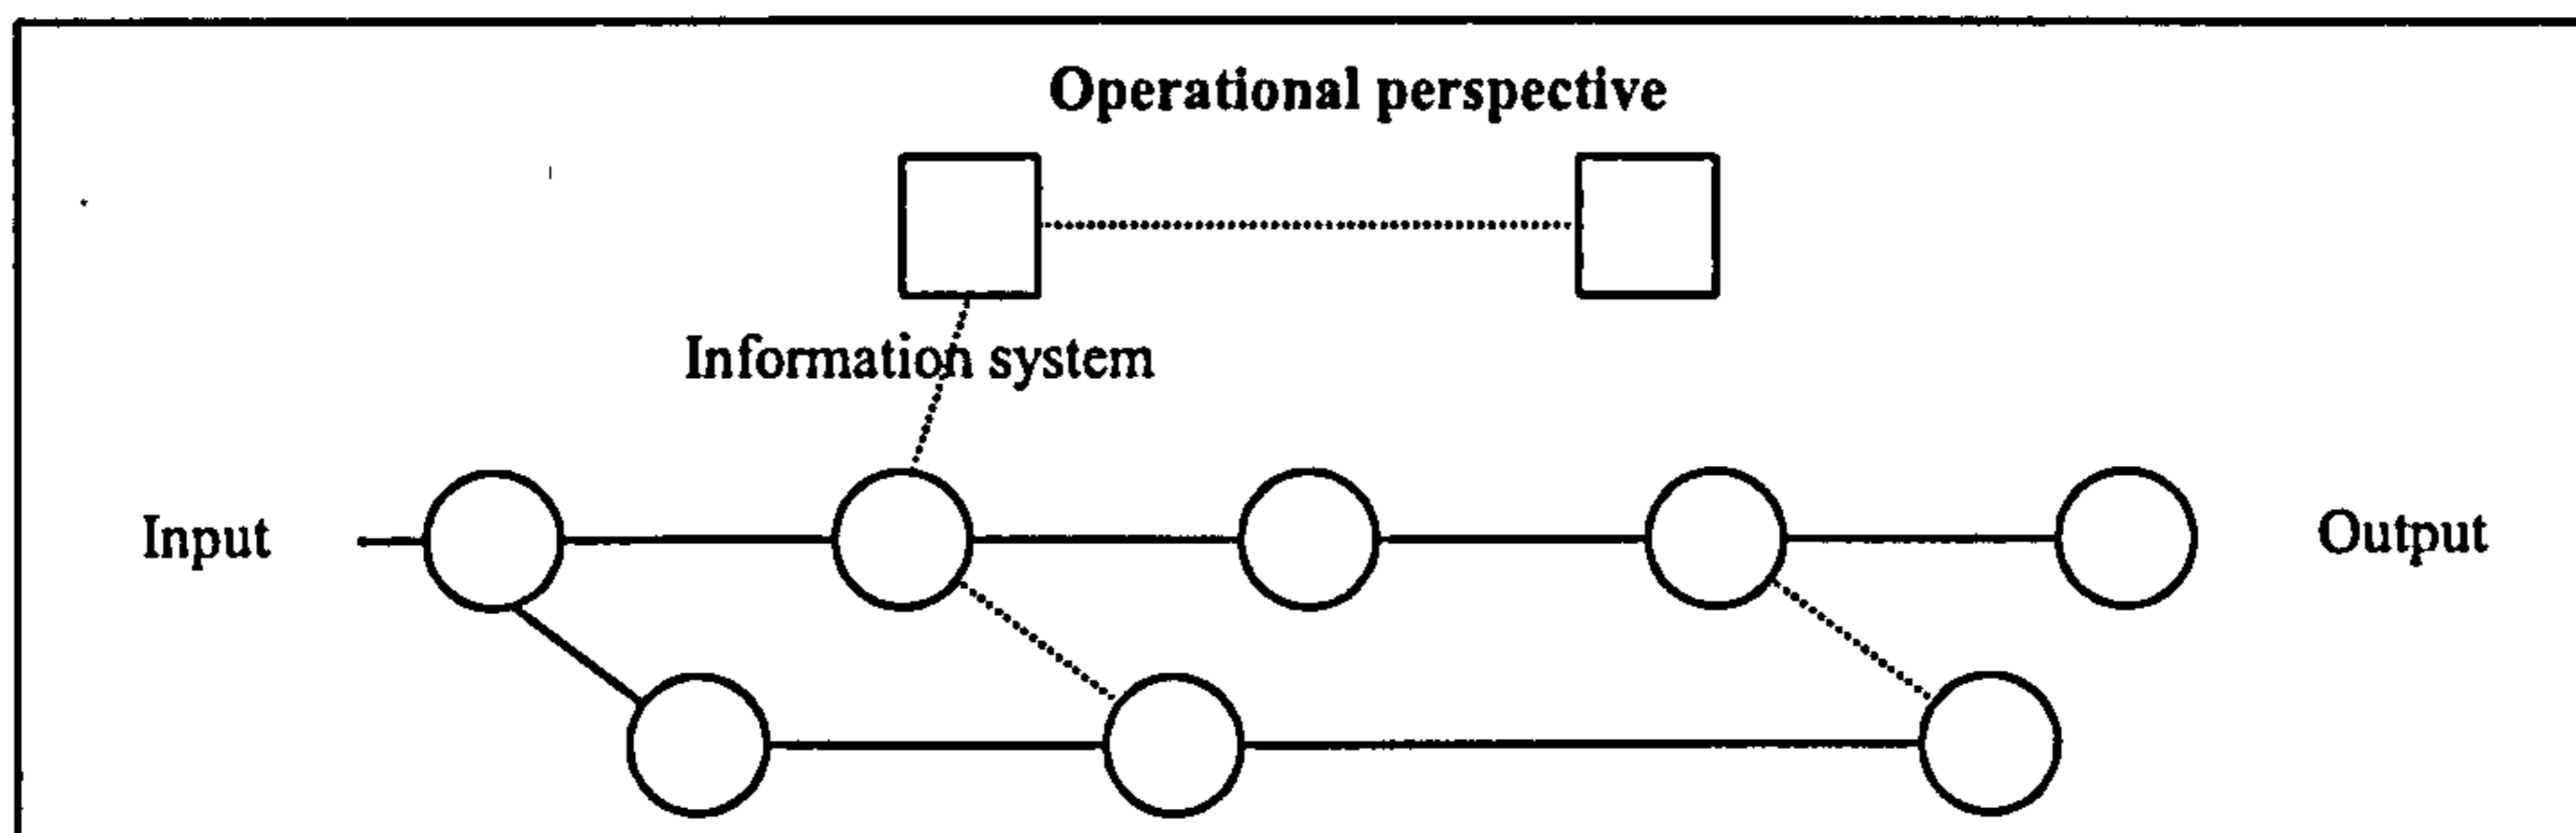 Operational perspective
Information system
Input
Output